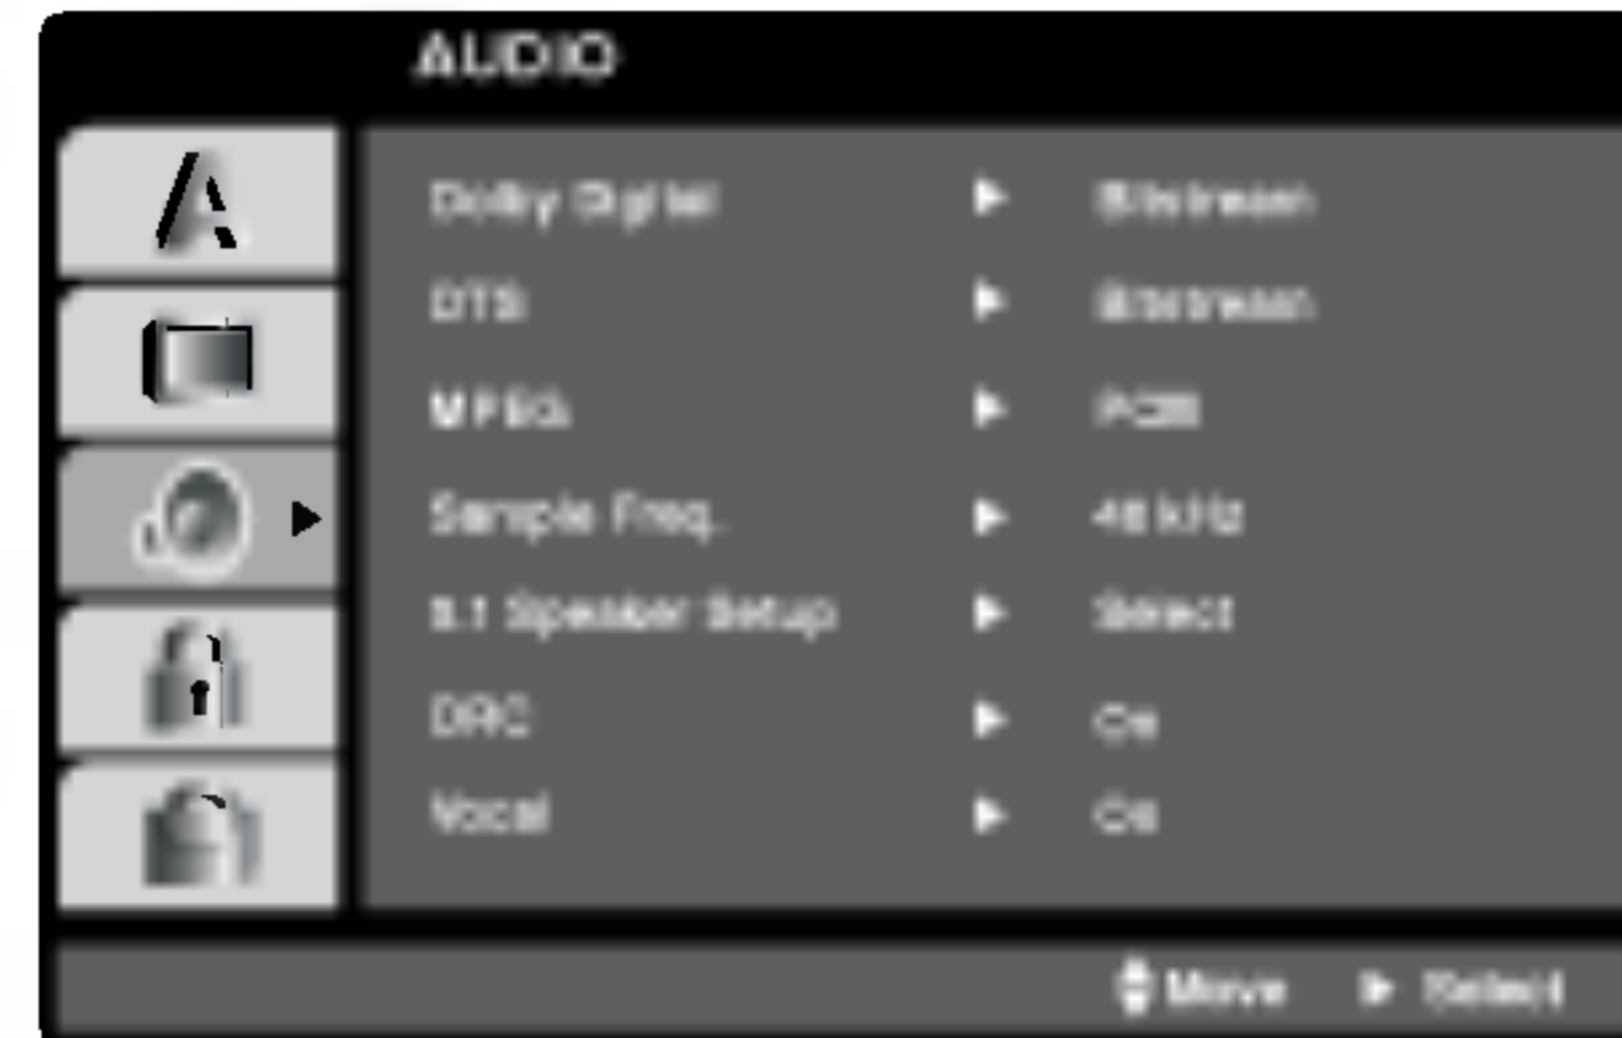 AUDIO
Dolby Digital Bitstream
DTS Bitstream
MPEG PCM
Sample Freq. 48 kHz
5.1 Speaker Setup Select
DRC On
Vocal On
Move Select